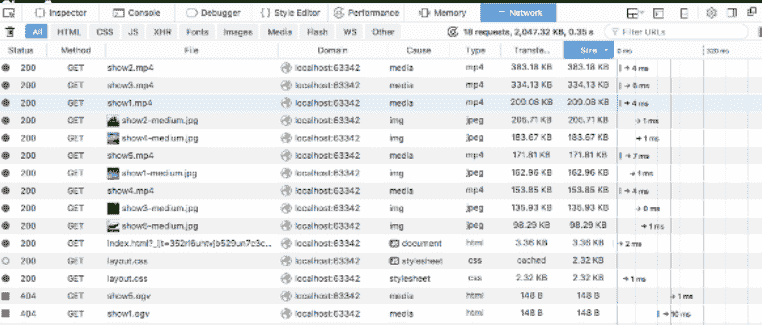 Inspector Console Debugger Style Editor Performance Memory Network
All HTML CSS JS XHR Fonts Images Media Flash WS Other 18 requests, 2,047.32 KB, 0.35 s Filter URLs
Status Method File Domain Cause Type Transfe... Size 0 ms 320 ms
200 GET show2.mp4 localhost:63342 media mp4 383.18 KB 383.18 KB → 4 ms
200 GET show3.mp4 localhost:63342 media mp4 334.13 KB 334.13 KB → 6 ms
200 GET show1.mp4 localhost:63342 media mp4 209.08 KB 209.08 KB → 4 ms
200 GET show2-medium.jpg localhost:63342 img jpeg 205.71 KB 205.71 KB → 1 ms
200 GET show4-medium.jpg localhost:63342 img jpeg 183.67 KB 183.67 KB → 1 ms
200 GET show5.mp4 localhost:63342 media mp4 171.81 KB 171.81 KB → 7 ms
200 GET show1-medium.jpg localhost:63342 img jpeg 162.96 KB 162.96 KB → 1 ms
200 GET show4.mp4 localhost:63342 media mp4 153.85 KB 153.85 KB → 4 ms
200 GET show3-medium.jpg localhost:63342 img jpeg 135.93 KB 135.93 KB → 0 ms
200 GET show5-medium.jpg localhost:63342 img jpeg 98.29 KB 98.29 KB → 1 ms
200 GET localhost:63342 document html 3.36 KB 3.36 KB → 2 ms
200 GET layout.css localhost:63342 stylesheet css cached 2.32 KB
200 GET layout.css localhost:63342 stylesheet css 2.32 KB 2.32 KB → 1 ms
404 GET show5.ogv localhost:63342 media html 148 B 148 B → 1 ms
404 GET show1.ogv localhost:63342 media html 148 B 148 B → 10 ms